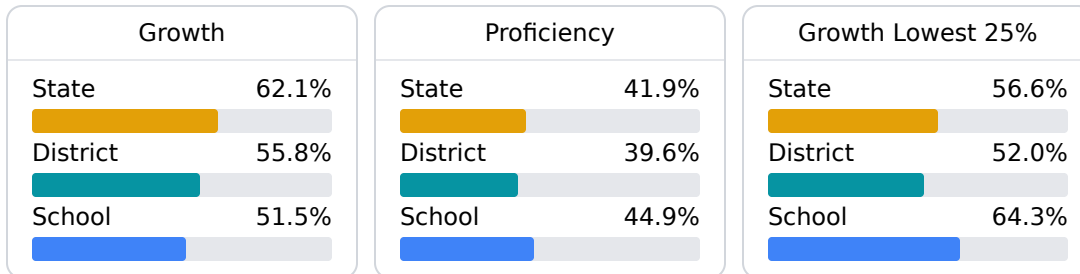 Growth
State 62.1%
District 55.8%
School 51.5%
Proficiency
State 41.9%
District 39.6%
School 44.9%
Growth Lowest 25%
State 56.6%
District 52.0%
School 64.3%